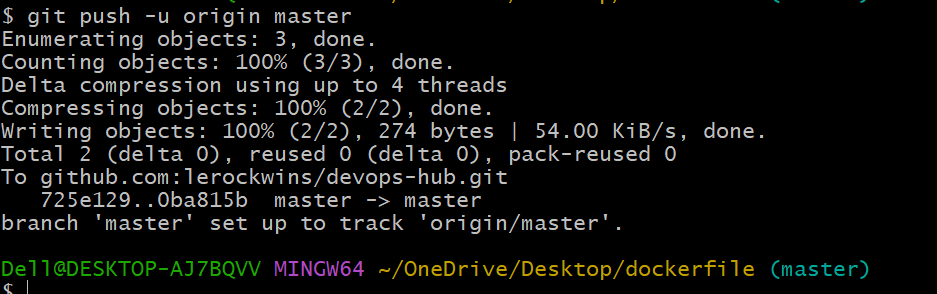 $ git push -u origin master
Enumerating objects: 3, done.
Counting objects: 100% (3/3), done.
Delta compression using up to 4 threads
Compressing objects: 100% (2/2), done.
Writing objects: 100% (2/2), 274 bytes | 54.00 KiB/s, done.
Total 2 (delta 0), reused 0 (delta 0), pack-reused 0
To github.com:lerockwins/devops-hub.git
   725e129..0ba815b  master -> master
branch 'master' set up to track 'origin/master'.
Dell@DESKTOP-AJ7BQVV MINGW64 ~/OneDrive/Desktop/dockerfile (master)
$